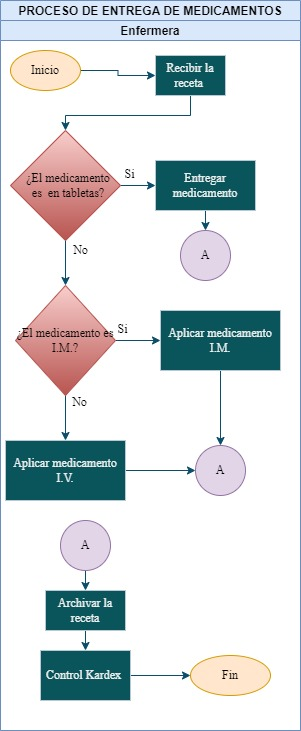 PROCESO DE ENTREGA DE MEDICAMENTOS
Enfermera
Inicio
Recibir la
receta
¿El medicamento
es en tabletas?
Si
Entregar
medicamento
No
A
¿El medicamento es
I.M.?
Si
Aplicar medicamento
I.M.
No
Aplicar medicamento
I.V.
A
A
Archivar la
receta
Control Kardex
Fin